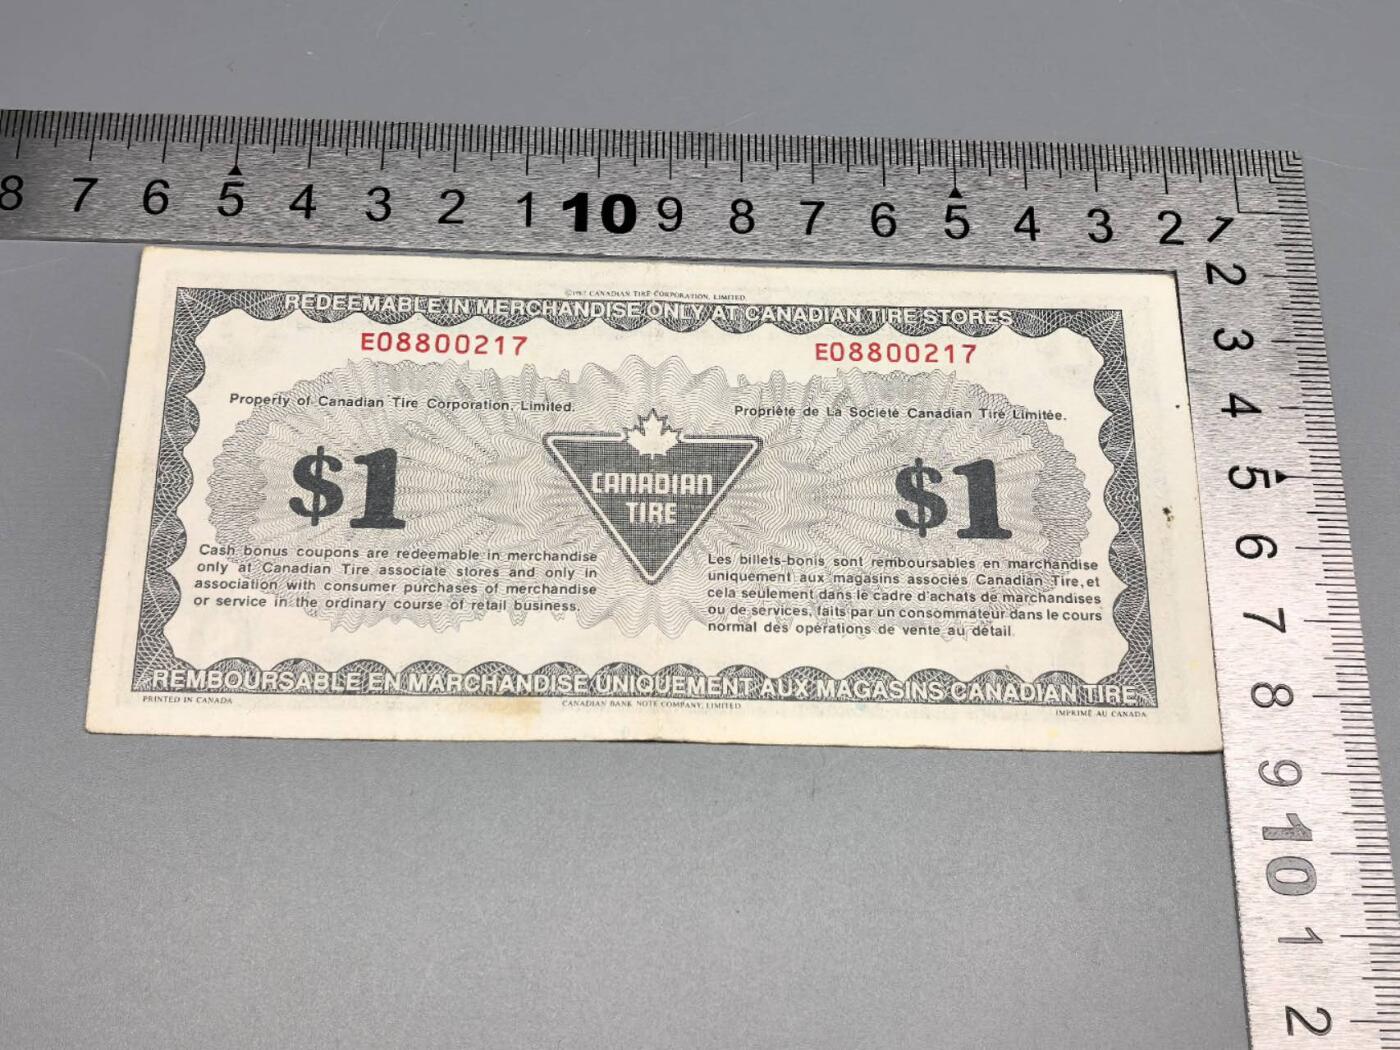 8 7 6 5 4 3 2 1 10 9 8 7 6 5 4 3 2 1
2
3
4
5
6
7
8
9
10
1
2
CANADIAN TIRE CORPORATION, LIMITED
REDEEMABLE IN MERCHANDISE ONLY AT CANADIAN TIRE STORES
E08800217 E08800217
Property of Canadian Tire Corporation, Limited.
Propriété de La Société Canadian Tire Limitée.
$1
CANADIAN
TIRE
$1
Cash bonus coupons are redeemable in merchandise
only at Canadian Tire associate stores and only in
association with consumer purchases of merchandise
or service in the ordinary course of retail business.
Les billets-bonis sont remboursables en marchandise
uniquement aux magasins associés Canadian Tire, et
cela seulement dans le cadre d'achats de marchandises
ou de services, faits par un consommateur dans le cours
normal des opérations de vente au détail.
REMBOURSABLE EN MARCHANDISE UNIQUEMENT AUX MAGASINS CANADIAN TIRE
PRINTED IN CANADA
CANADIAN BANK NOTE COMPANY, LIMITED
IMPRIMÉ AU CANADA